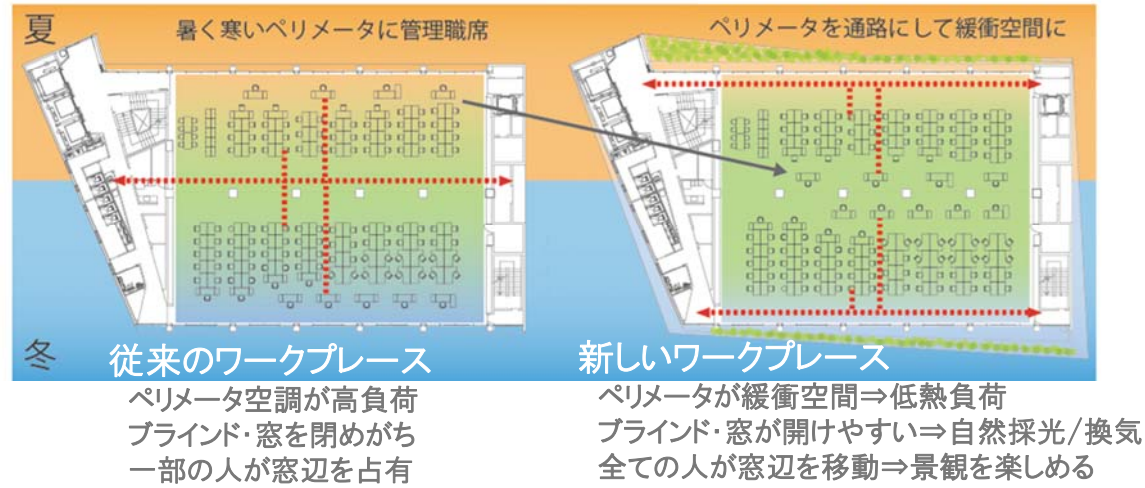 夏
暑く寒いペリメータに管理職席
ペリメータを通路にして緩衝空間に
冬
従来のワークプレース
新しいワークプレース
ペリメータ空調が高負荷
ブラインド・窓を閉めがち
一部の人が窓辺を占有
ペリメータが緩衝空間⇒低熱負荷
ブラインド・窓が開けやすい⇒自然採光/換気
全ての人が窓辺を移動⇒景観を楽しめる